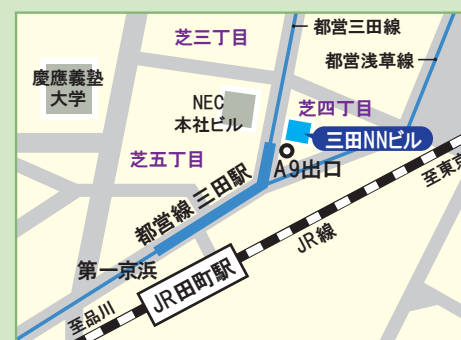 芝三丁目
都営三田線
都営浅草線
慶應義塾
大学
NEC
本社ビル
芝四丁目
三田NNビル
芝五丁目
A9出口
至東京
都営線 三田駅
JR線
第一京浜
JR田町駅
至品川